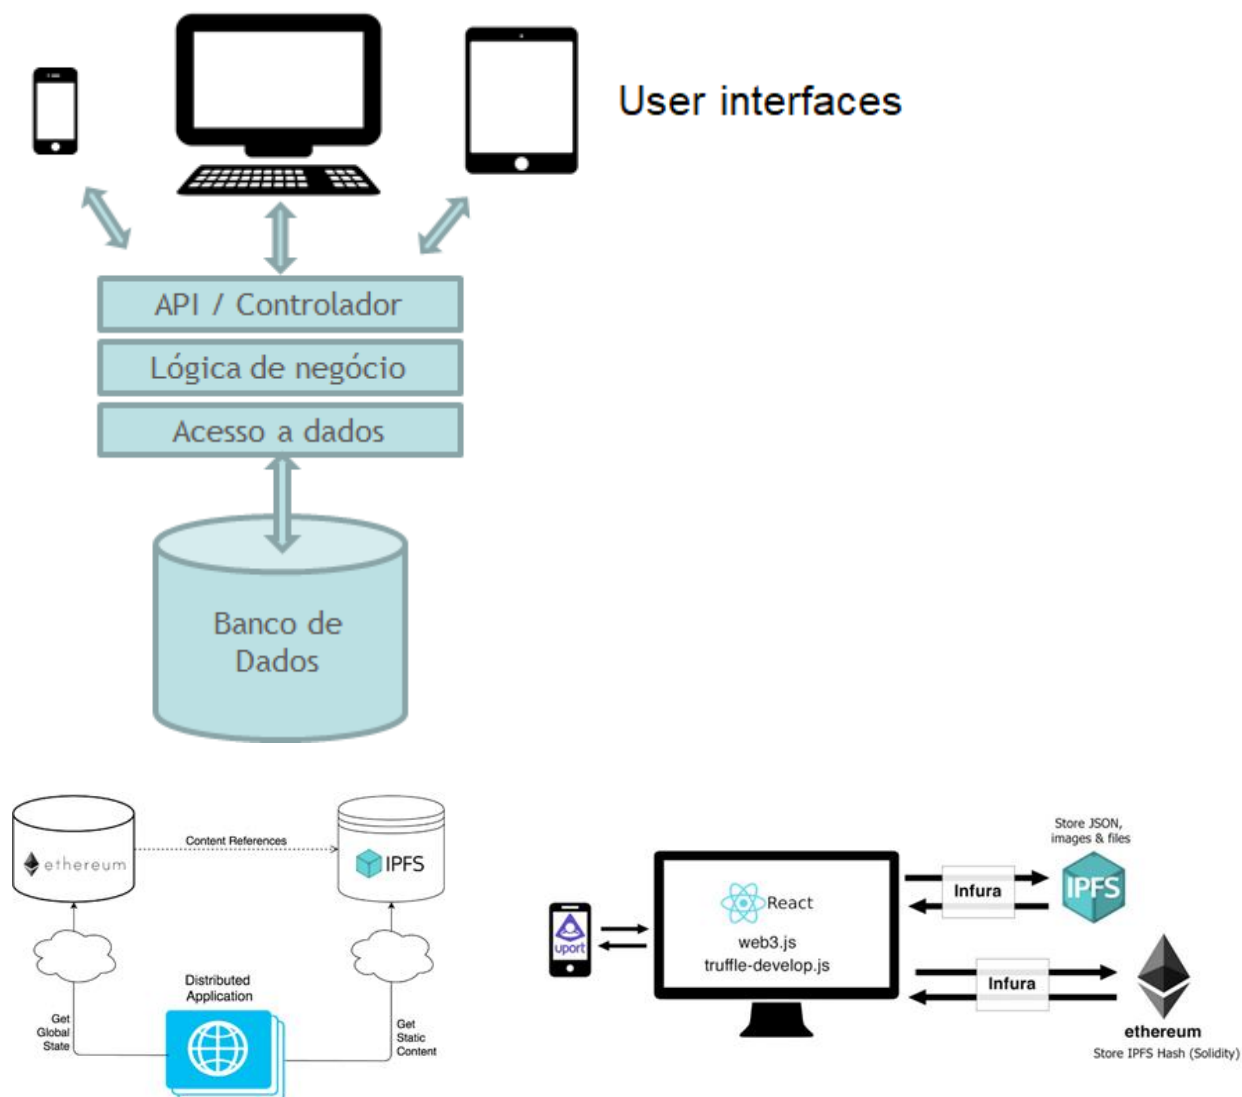 User interfaces
API / Controlador
Lógica de negócio
Acesso a dados
Banco de
Dados
ethereum
Content References
IPFS
Distributed
Application
Get
Global
State
Get
Static
Content
uport
React
web3.js
truffle-develop.js
Infura
Store JSON,
images & files
IPFS
Infura
ethereum
Store IPFS Hash (Solidity)